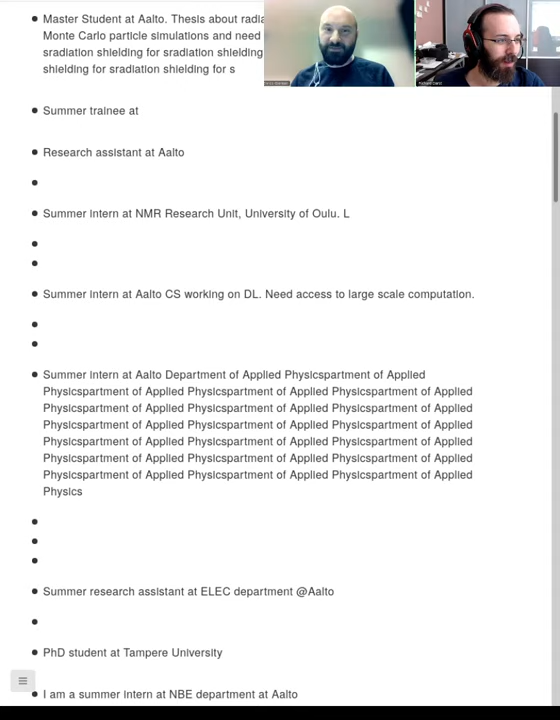 Master Student at Aalto. Thesis about radia
Monte Carlo particle simulations and need
sradiation shielding for sradiation shielding
shielding for sradiation shielding for s
Summer trainee at
Research assistant at Aalto
Summer intern at NMR Research Unit, University of Oulu. L
Summer intern at Aalto CS working on DL. Need access to large scale computation.
Summer intern at Aalto Department of Applied Physicspartment of Applied
Physicspartment of Applied Physicspartment of Applied Physicspartment of Applied
Physicspartment of Applied Physicspartment of Applied Physicspartment of Applied
Physicspartment of Applied Physicspartment of Applied Physicspartment of Applied
Physicspartment of Applied Physicspartment of Applied Physicspartment of Applied
Physicspartment of Applied Physicspartment of Applied Physicspartment of Applied
Physicspartment of Applied Physicspartment of Applied Physicspartment of Applied
Physics
Summer research assistant at ELEC department @Aalto
PhD student at Tampere University
I am a summer intern at NBE department at Aalto